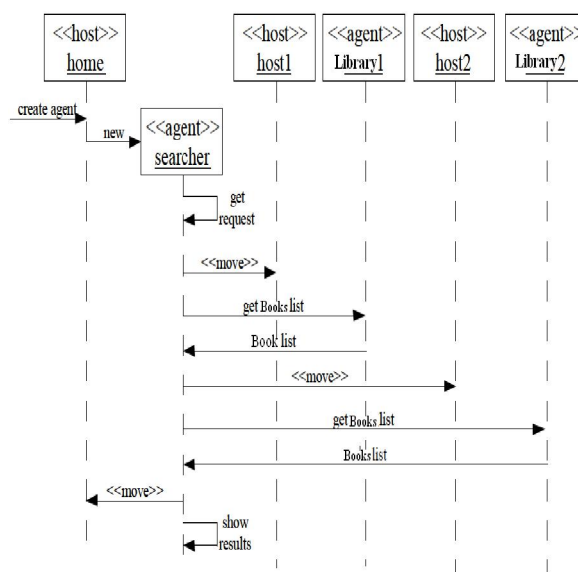 <<host>>
home
<<host>>
host1
<<agent>>
Library1
<<host>>
host2
<<agent>>
Library2
create agent
new
<<agent>>
searcher
get
request
<<move>>
get Books list
Book list
<<move>>
get Books list
Books list
<<move>>
show
results